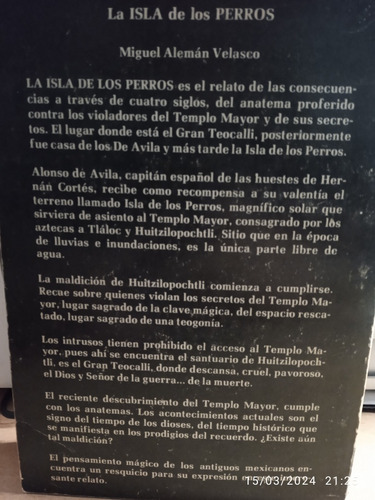 La ISLA de los PERROS
Miguel Alemán Velasco
LA ISLA DE LOS PERROS es el relato de las consecuen-
cias a través de cuatro siglos, del anatema proferido
contra los violadores del Templo Mayor y de sus secre-
tos. El lugar donde está el Gran Teocalli, posteriormente
fue casa de los De Avila y más tarde la Isla de los Perros.
Alonso de Avila, capitán español de las huestes de Her-
nán Cortés, recibe como recompensa a su valentía el
terreno llamado Isla de los Perros, magnífico solar que
sirviera de asiento al Templo Mayor, consagrado por los
aztecas a Tláloc y Huitzilopochtli. Sitio que en la época
de lluvias e inundaciones, es la única parte libre de
agua.
La maldición de Huitzilopochtli comienza a cumplirse.
Recae sobre quienes violan los secretos del Templo Ma-
yor, lugar sagrado de la clave mágica, del espacio resca-
tado, lugar sagrado de una teogonía.
Los intrusos tienen prohibido el acceso al Templo Ma-
yor, pues ahí se encuentra el santuario de Huitzilopoch-
tli, es el Gran Teocalli, donde descansa, cruel, pavoroso,
el Dios y Señor de la guerra... de la muerte.
El reciente descubrimiento del Templo Mayor, cumple
con los anatemas. Los acontecimientos actuales son el
signo del tiempo de los dioses, del tiempo histórico que
se manifiesta en los prodigios del recuerdo. ¿Existe aún
tal maldición?
El pensamiento mágico de los antiguos mexicanos en-
cuentra un resquicio para su expresión en este
sante relato.
15/03/2024 21:25